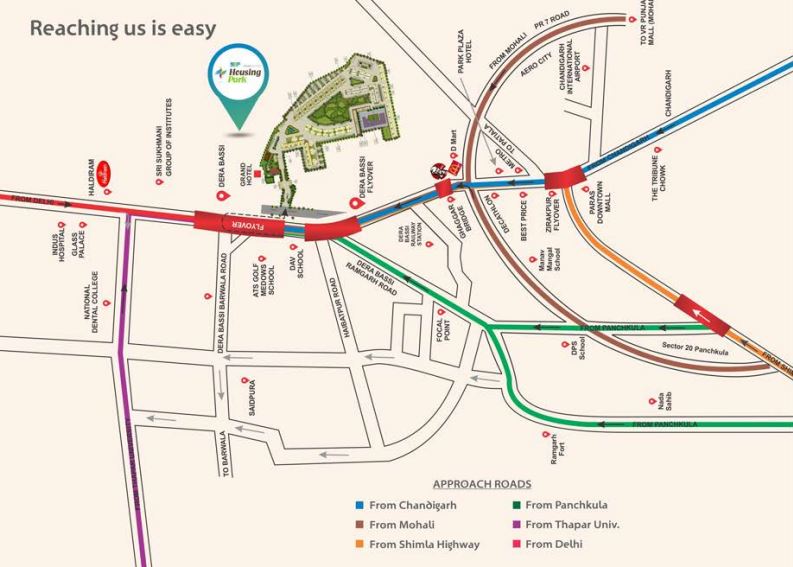 Reaching us is easy
Housing
Park
PR 7 ROAD
FROM MOHALI
AERO CITY
TO VR PUNJAB
MALL (MOHALI
CHANDIGARH
INTERNATIONAL
AIRPORT
CHANDIGARH
PARK PLAZA
HOTEL
METRO
TO PATIALA
D Mart
FROM CHANDIGARH
THE TRIBUNE
CHOWK
PARAS
DOWNTOWN
MALL
ZIRAKPUR
FLYOVER
BEST PRICE
DECATHLON
Manav
Mangal School
GHAGGAR
BRIDGE
DERA
BASSI
RAILWAY
STATION
DERA BASSI
FLYOVER
GRAND
HOTEL
DERA BASSI
SRI SUKHMANI
GROUP OF INSTITUTES
HALDIRAM
FROM DELHI
FLYOVER
INDUS
HOSPITAL
GLASS
PALACE
NATIONAL
DENTAL COLLEGE
DERA BASSI BARWALA ROAD
ATS GOLF
MEDOWS
SCHOOL
DAV
SCHOOL
HAIBATPUR ROAD
DERA BASSI
RAMGARH ROAD
FOCAL
POINT
FROM PANCHKULA
Sector 20 Panchkula
FROM SHI
DPS
School
Nada
Sahib
FROM PANCHKULA
Ramgarh
Fort
SAIDPURA
TO BARWALA
FROM THAPAR UNIVERSITY
APPROACH ROADS
From Chandigarh
From Panchkula
From Mohali
From Thapar Univ.
From Shimla Highway
From Delhi